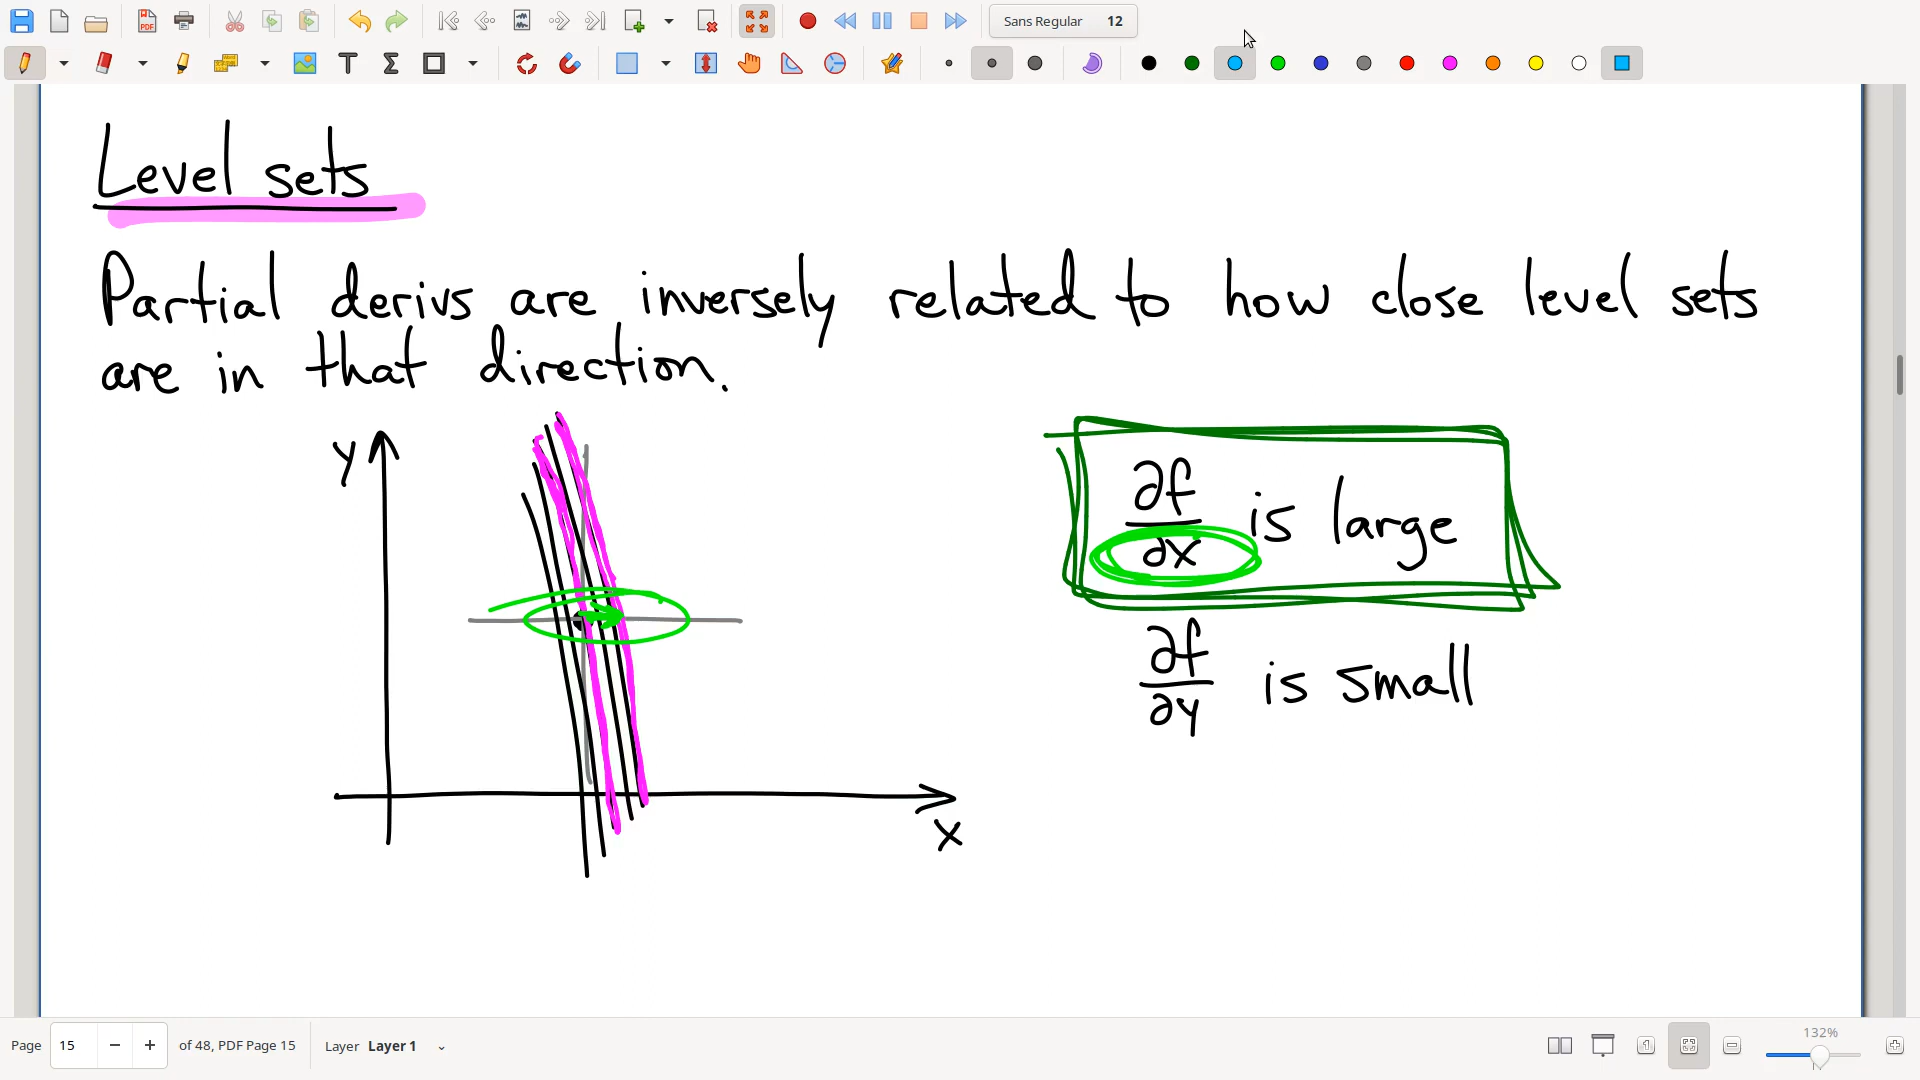 Sans Regular 12
Level sets
Partial derivs are inversely related to how close level sets
are in that direction.
y
x
∂f/∂x is large
∂f/∂y is small
Page 15 of 48, PDF Page 15 Layer Layer 1
132%